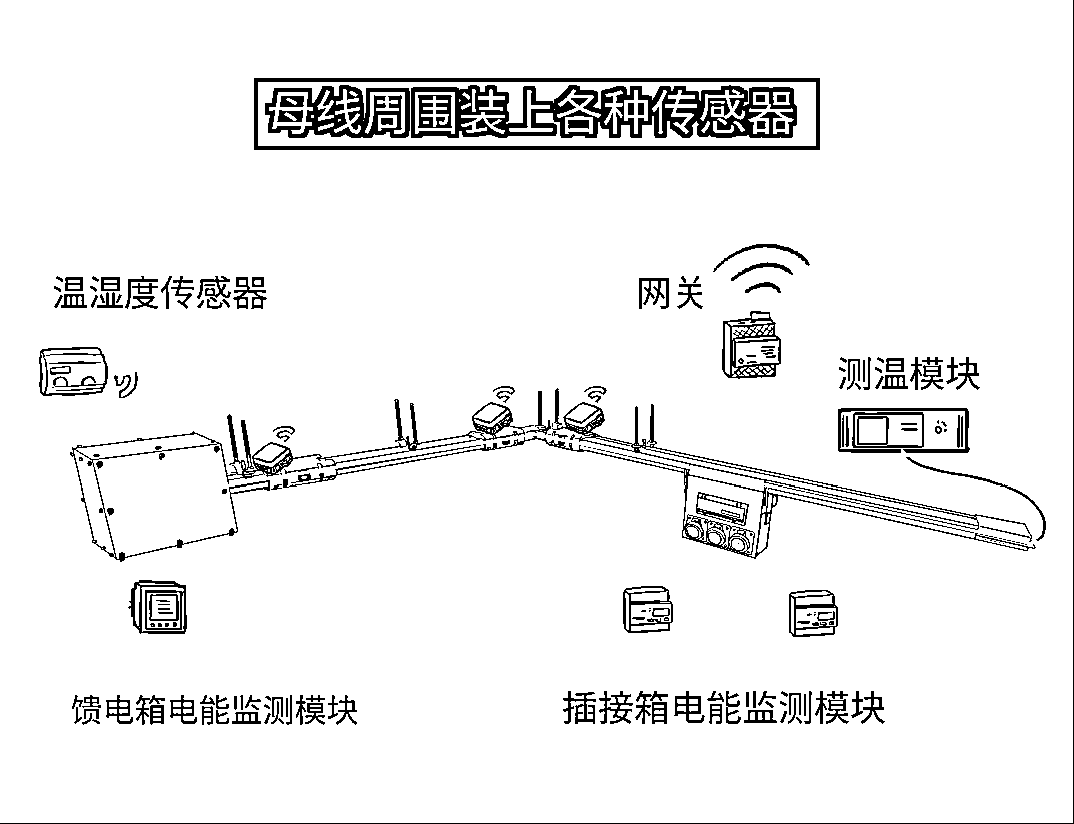 母线周围装上各种传感器
温湿度传感器
网关
测温模块
馈电箱电能监测模块
插接箱电能监测模块